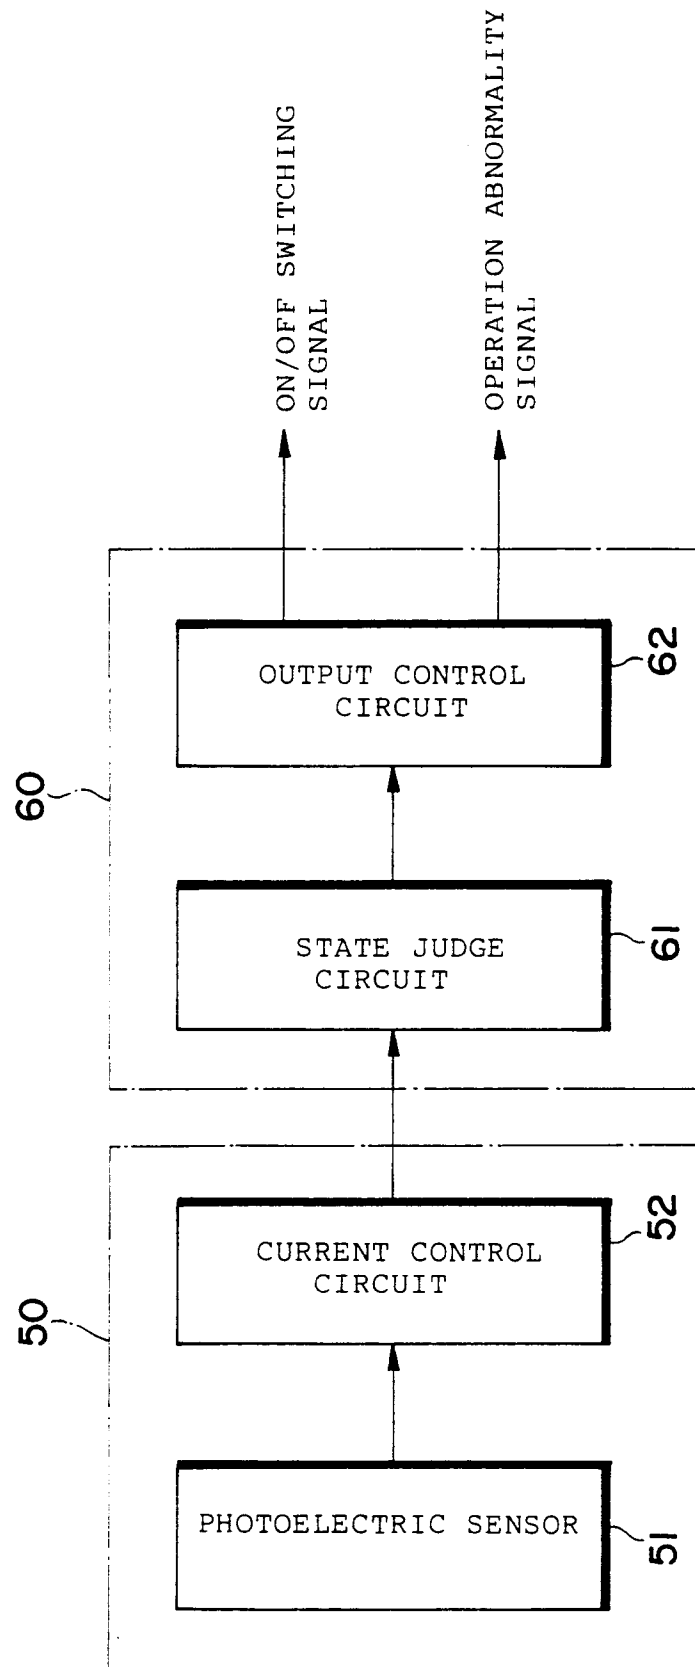 ON/OFF SWITCHING
SIGNAL
OPERATION ABNORMALITY
SIGNAL
60
OUTPUT CONTROL
CIRCUIT
62
STATE JUDGE
CIRCUIT
61
50
CURRENT CONTROL
CIRCUIT
52
PHOTOELECTRIC SENSOR
51